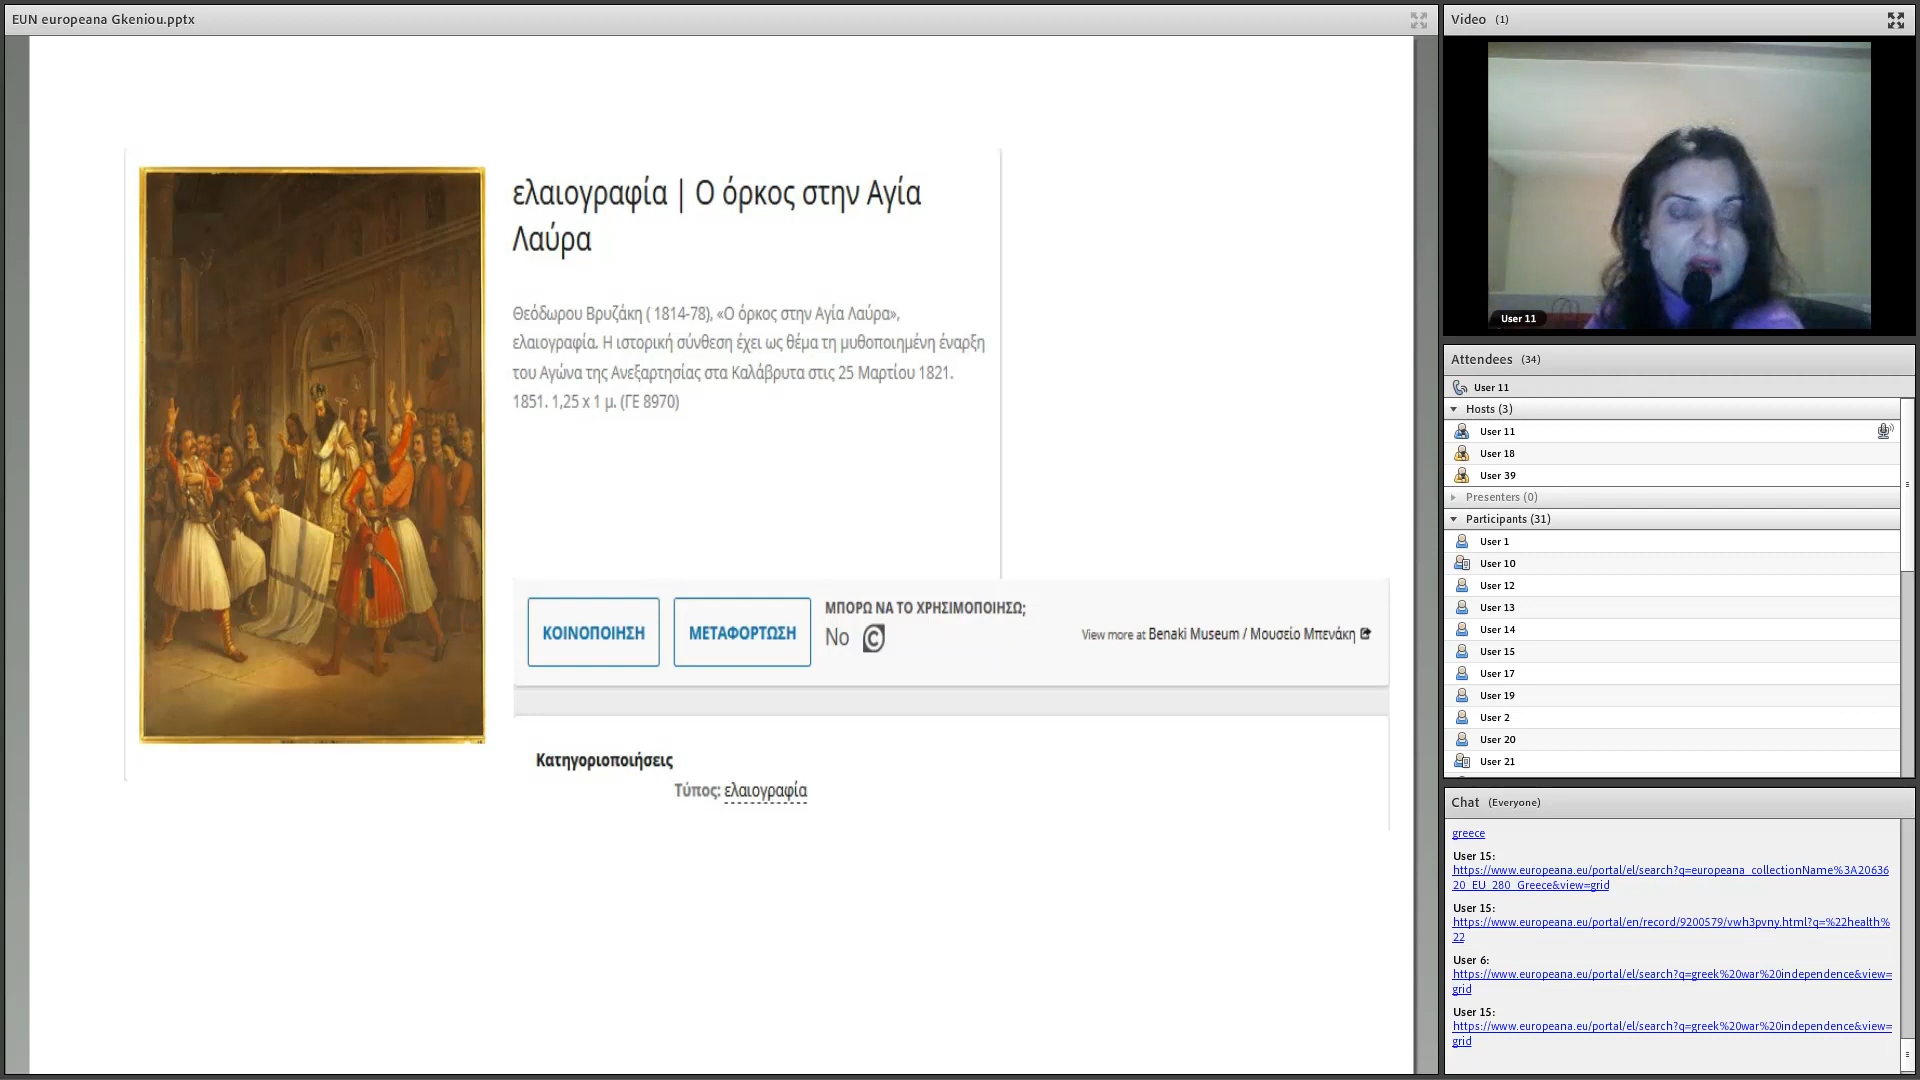 EUN europeana Gkeniou.pptx
ελαιογραφία | Ο όρκος στην Αγία
Λαύρα
Θεόδωρου Βρυζάκη ( 1814-78), «Ο όρκος στην Αγία Λαύρα»,
ελαιογραφία. Η ιστορική σύνθεση έχει ως θέμα τη μυθοποιημένη έναρξη
του Αγώνα της Ανεξαρτησίας στα Καλάβρυτα στις 25 Μαρτίου 1821.
1851. 1,25 x 1 μ. (ΓΕ 8970)
ΚΟΙΝΟΠΟΙΗΣΗ
ΜΕΤΑΦΟΡΤΩΣΗ
ΜΠΟΡΩ ΝΑ ΤΟ ΧΡΗΣΙΜΟΠΟΙΗΣΩ;
No
View more at Benaki Museum / Μουσείο Μπενάκη
Κατηγοριοποιήσεις
Τύπος: ελαιογραφία
Video (1)
User 11
Attendees (34)
User 11
Hosts (3)
User 11
User 18
User 39
Presenters (0)
Participants (31)
User 1
User 10
User 12
User 13
User 14
User 15
User 17
User 19
User 2
User 20
User 21
Chat (Everyone)
greece
User 15:
https://www.europeana.eu/portal/el/search?q=europeana_collectionName%3A20636
20_EU_280_Greece&view=grid
User 15:
https://www.europeana.eu/portal/en/record/9200579/vwh3pvny.html?q=%22health%
22
User 6:
https://www.europeana.eu/portal/el/search?q=greek%20war%20independence&view=
grid
User 15:
https://www.europeana.eu/portal/el/search?q=greek%20war%20independence&view=
grid